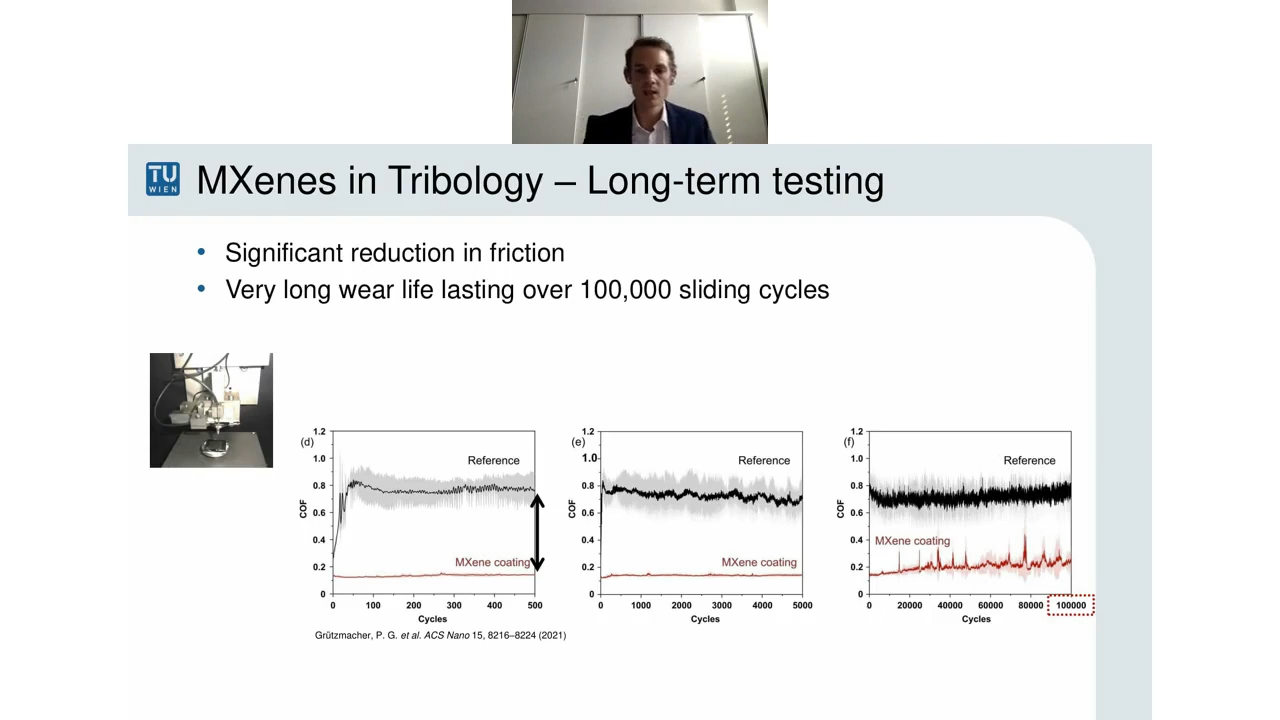 TU
WIEN
MXenes in Tribology – Long-term testing
• Significant reduction in friction
• Very long wear life lasting over 100,000 sliding cycles
(d)
1.2
1.0
0.8
0.6
0.4
0.2
0
COF
Reference
MXene coating
0 100 200 300 400 500
Cycles
(e)
1.2
1.0
0.8
0.6
0.4
0.2
0
COF
Reference
MXene coating
0 1000 2000 3000 4000 5000
Cycles
(f)
1.2
1.0
0.8
0.6
0.4
0.2
0
COF
Reference
MXene coating
0 20000 40000 60000 80000 100000
Cycles
Grützmacher, P. G. et al. ACS Nano 15, 8216–8224 (2021)